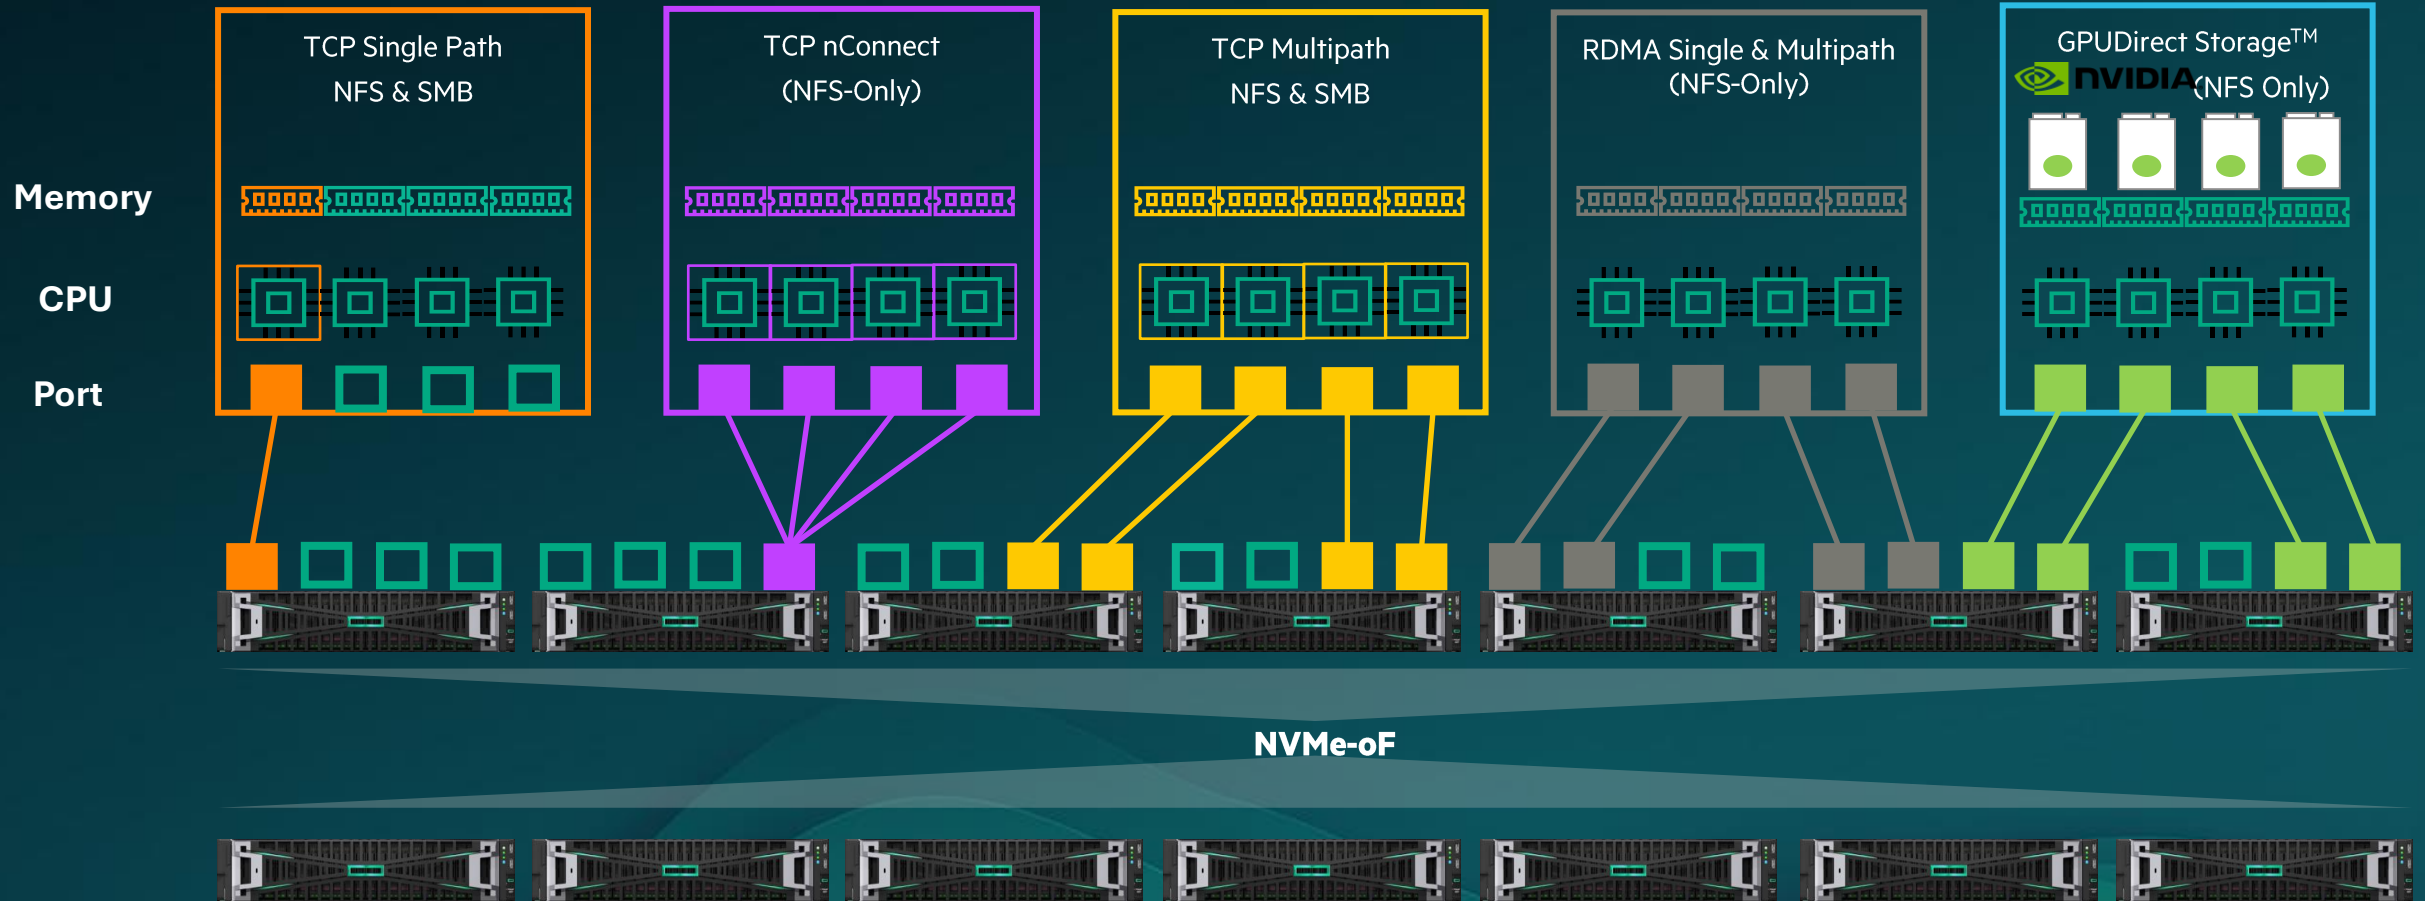 TCP Single Path
NFS & SMB
TCP nConnect
(NFS-Only)
TCP Multipath
NFS & SMB
RDMA Single & Multipath
(NFS-Only)
GPUDirect Storage™
NVIDIA
(NFS Only)
Memory
CPU
Port
NVMe-oF